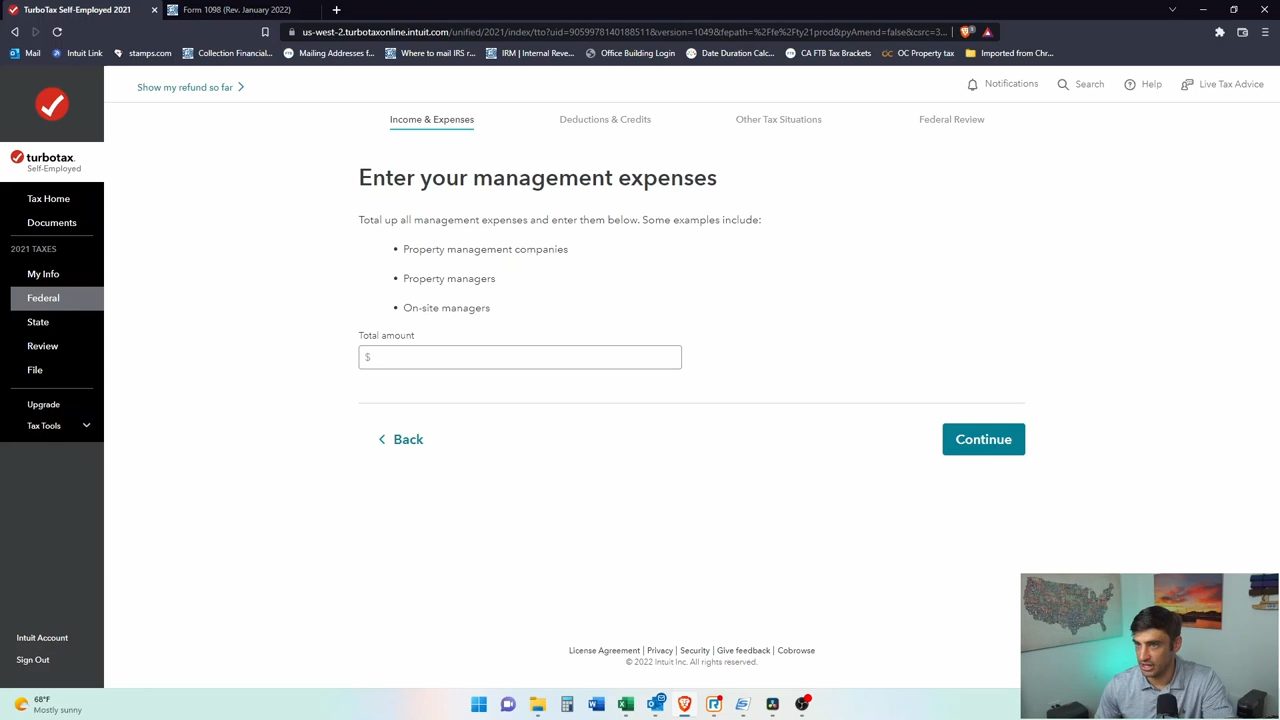 TurboTax Self-Employed 2021
Form 1098 (Rev. January 2022)
us-west-2.turbotaxonline.intuit.com/unified/2021/index/tto?uid=9059978140188511&version=1049&fepath=%2ffe%2fty21prod&pyAmend=false&csrc=3...
Mail
Intuit Link
stamps.com
Collection Financial...
Mailing Addresses f...
Where to mail IRS r...
IRM | Internal Reve...
Office Building Login
Date Duration Calc...
CA FTB Tax Brackets
OC Property tax
Imported from Chr...
Show my refund so far
Notifications
Search
Help
Live Tax Advice
Income & Expenses
Deductions & Credits
Other Tax Situations
Federal Review
turbotax
Self-Employed
Tax Home
Documents
2021 TAXES
My Info
Federal
State
Review
File
Upgrade
Tax Tools
Intuit Account
Sign Out
Enter your management expenses
Total up all management expenses and enter them below. Some examples include:
• Property management companies
• Property managers
• On-site managers
Total amount
$
Back
Continue
License Agreement | Privacy | Security | Give feedback | Cobrowse
© 2022 Intuit Inc. All rights reserved.
68°F
Mostly sunny